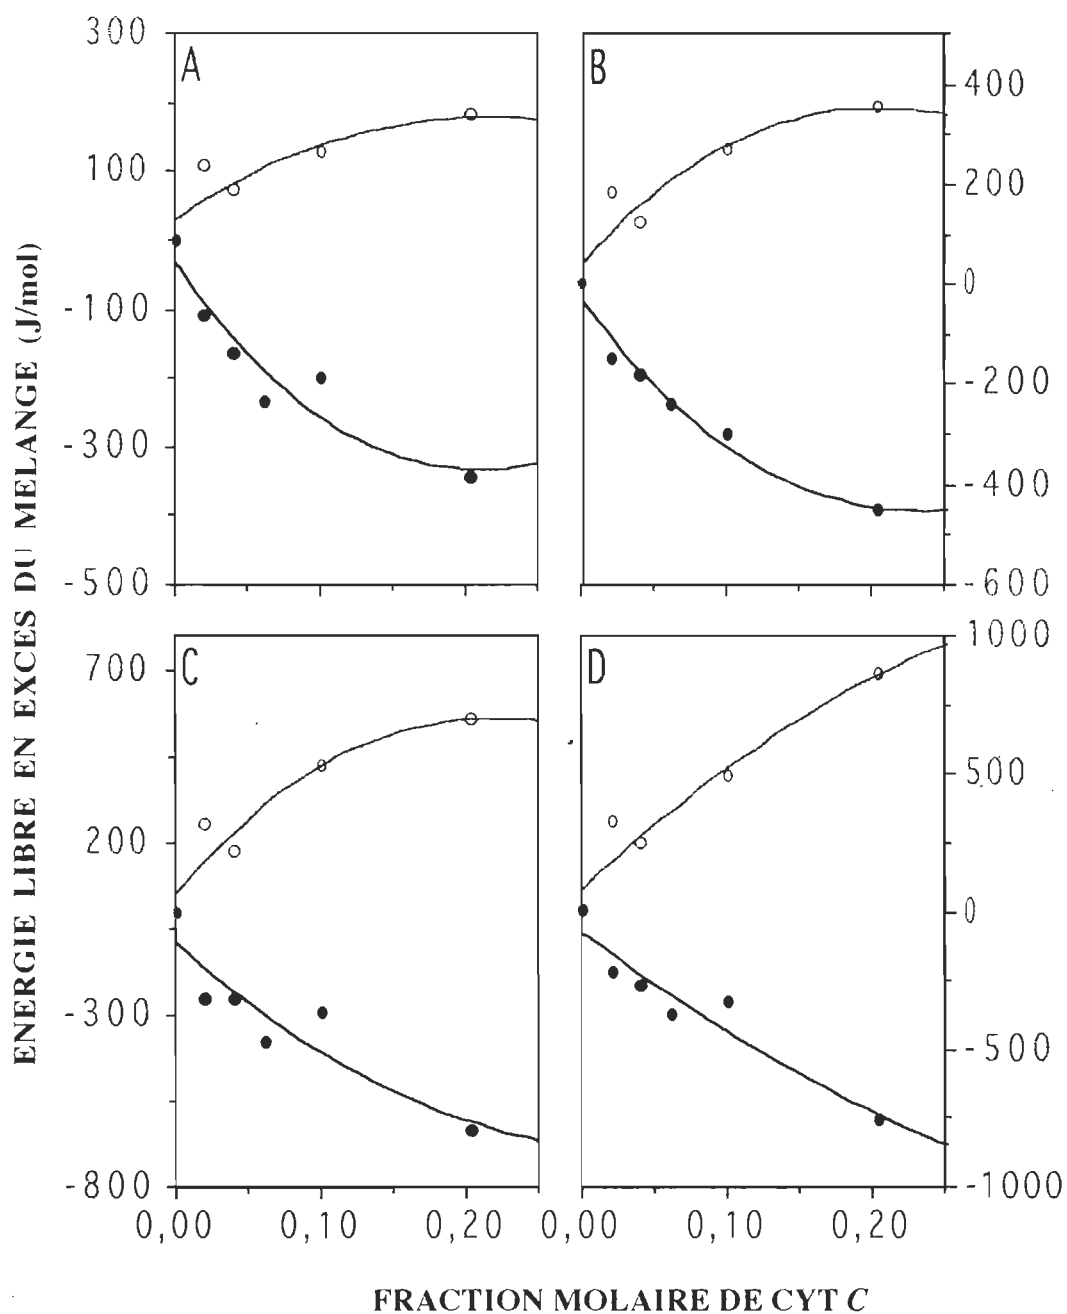 ENERGIE LIBRE EN EXCES DU MELANGE (J/mol)
A
300
100
-100
-300
-500
B
400
200
0
-200
-400
-600
C
700
200
-300
-800
D
1000
500
0
-500
-1000
0,00 0,10 0,20 0,00 0,10 0,20
FRACTION MOLAIRE DE CYT C